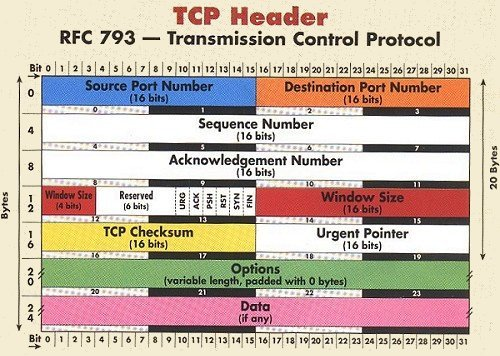 TCP Header
RFC 793 — Transmission Control Protocol
Bit 0 1 2 3 4 5 6 7 8 9 10 11 12 13 14 15 16 17 18 19 20 21 22 23 24 25 26 27 28 29 30 31
0 Source Port Number Destination Port Number
(16 bits) (16 bits)
0 1 2 3
4 Sequence Number
(16 bits)
4 5 6 7
8 Acknowledgement Number
(16 bits)
8 9 10 11
12 Window Size Reserved URG ACK PSH RST SYN FIN Window Size
(4 bits) (6 bits) (16 bits)
12 13 14 15
16 TCP Checksum Urgent Pointer
(16 bits) (16 bits)
16 17 18 19
20 Options
(variable length, padded with 0 bytes)
20 21 22 23
24 Data
(if any)
Bit 0 1 2 3 4 5 6 7 8 9 10 11 12 13 14 15 16 17 18 19 20 21 22 23 24 25 26 27 28 29 30 31
Bytes
20 Bytes